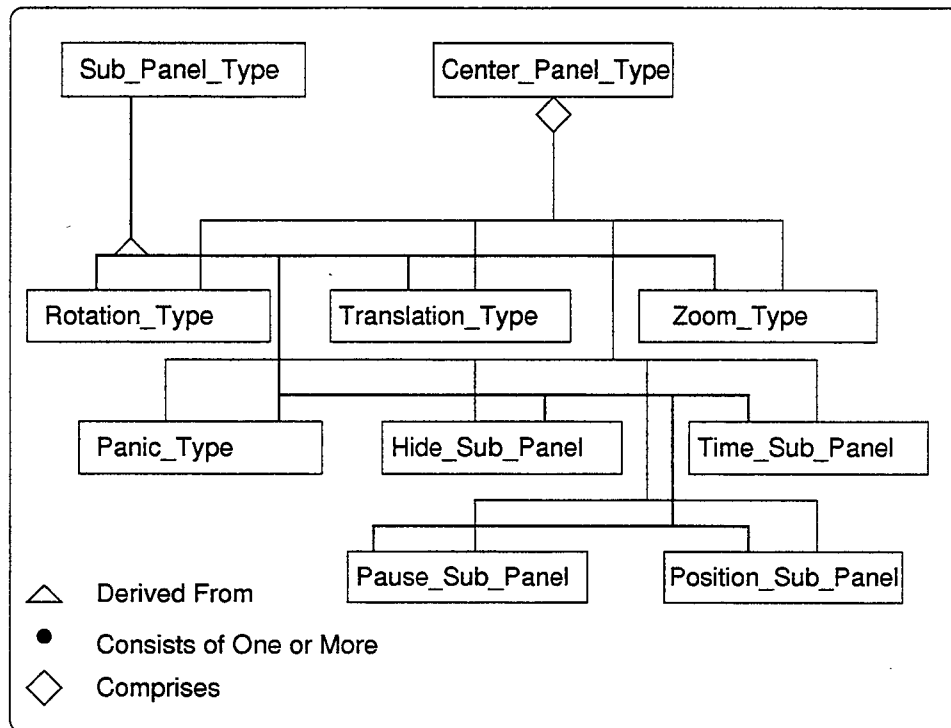 Sub_Panel_Type
Center_Panel_Type
Rotation_Type
Translation_Type
Zoom_Type
Panic_Type
Hide_Sub_Panel
Time_Sub_Panel
Pause_Sub_Panel
Position_Sub_Panel
Derived From
Consists of One or More
Comprises